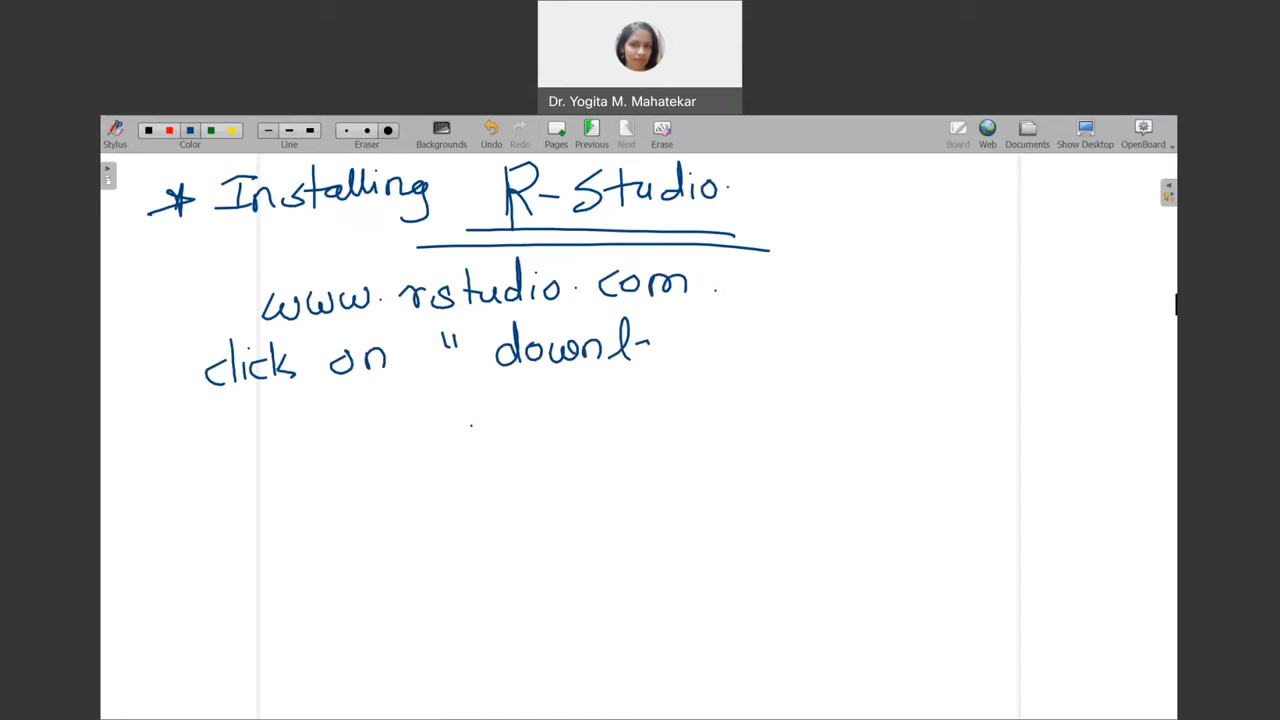 Dr. Yogita M. Mahatekar
Stylus Color Line Eraser Backgrounds Undo Redo Pages Previous Next Erase Board Web Documents Show Desktop OpenBoard
* Installing R-Studio.
www.rstudio.com.
click on " downl